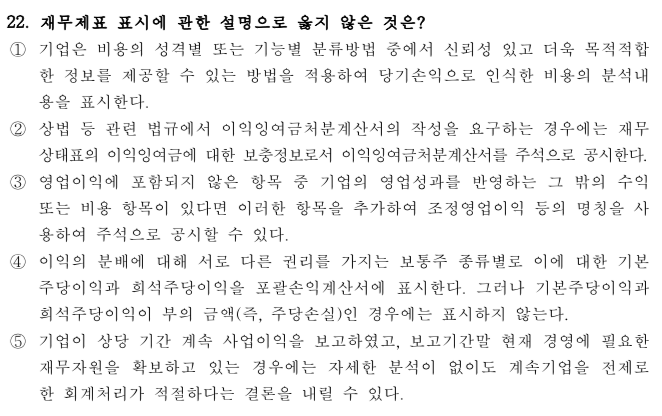 22. 재무제표 표시에 관한 설명으로 옳지 않은 것은?
① 기업은 비용의 성격별 또는 기능별 분류방법 중에서 신뢰성 있고 더욱 목적적합
한 정보를 제공할 수 있는 방법을 적용하여 당기손익으로 인식한 비용의 분석내
용을 표시한다.
② 상법 등 관련 법규에서 이익잉여금처분계산서의 작성을 요구하는 경우에는 재무
상태표의 이익잉여금에 대한 보충정보로서 이익잉여금처분계산서를 주석으로 공시한다.
③ 영업이익에 포함되지 않은 항목 중 기업의 영업성과를 반영하는 그 밖의 수익
또는 비용 항목이 있다면 이러한 항목을 추가하여 조정영업이익 등의 명칭을 사
용하여 주석으로 공시할 수 있다.
④ 이익의 분배에 대해 서로 다른 권리를 가지는 보통주 종류별로 이에 대한 기본
주당이익과 희석주당이익을 포괄손익계산서에 표시한다. 그러나 기본주당이익과
희석주당이익이 부의 금액(즉, 주당손실)인 경우에는 표시하지 않는다.
⑤ 기업이 상당 기간 계속 사업이익을 보고하였고, 보고기간말 현재 경영에 필요한
재무자원을 확보하고 있는 경우에는 자세한 분석이 없이도 계속기업을 전제로
한 회계처리가 적절하다는 결론을 내릴 수 있다.